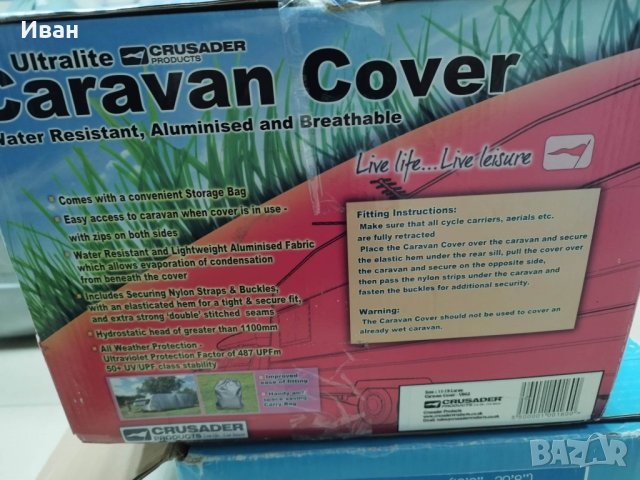 Иван
Ultralite CRUSADER
PRODUCTS
Caravan Cover
Water Resistant, Aluminised and Breathable
Live life...Live leisure
Comes with a convenient Storage Bag
Easy access to caravan when cover is in use -
with zips on both sides
Water Resistant and Lightweight Aluminised Fabric
which allows evaporation of condensation
from beneath the cover
Includes Securing Nylon Straps & Buckles,
with an elasticated hem for a tight & secure fit,
and extra strong 'double' stitched seams
Hydrostatic head of greater than 1100mm
All Weather Protection -
Ultraviolet Protection Factor of 487 UPFm
50+ UV/UPF class stability
Fitting Instructions:
Make sure that all cycle carriers, aerials etc.
are fully retracted
Place the Caravan Cover over the caravan and secure
the elastic hem under the rear sill, pull the cover over
the caravan and secure on the opposite side,
then pass the nylon strips under the caravan and
fasten the buckles for additional security.
Warning:
The Caravan Cover should not be used to cover an
already wet caravan.
Improved
ease of fitting
Handy
space saving
Carry Bag
Caravan Cover
Crusader Products
CRUSADER
PRODUCTS
CRUSADER
PRODUCTS
BAZAR.BG